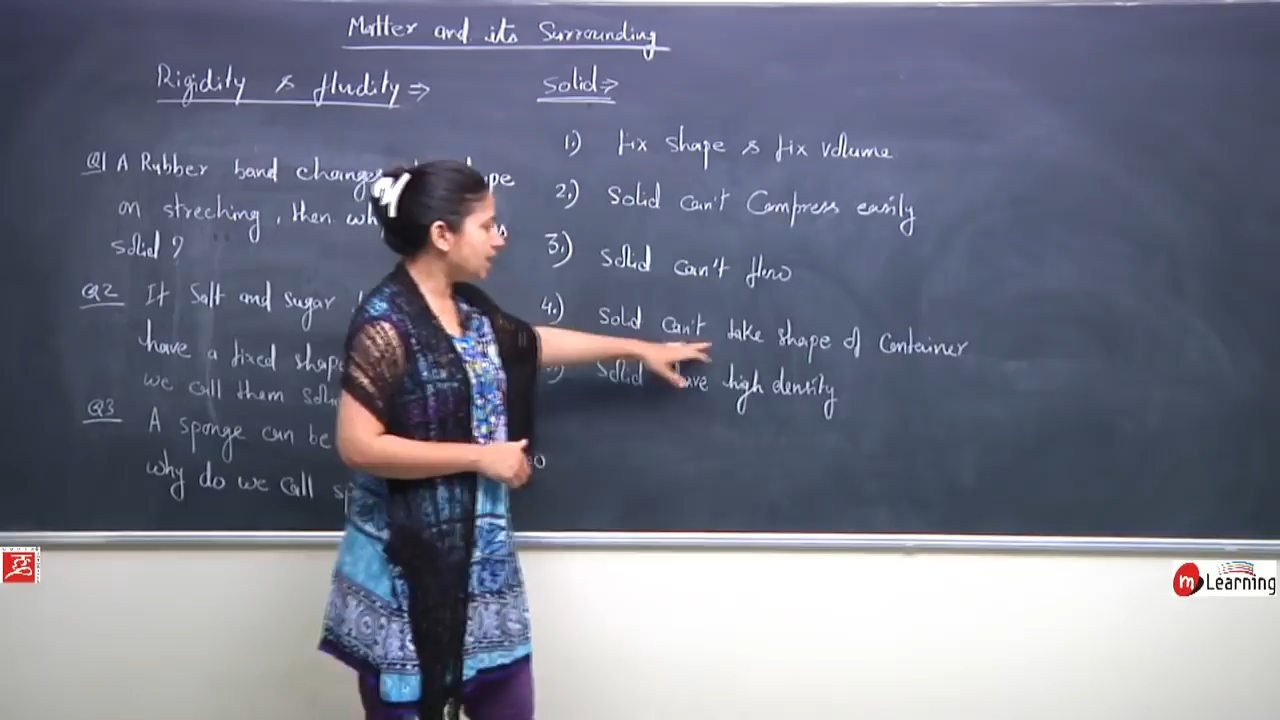 Matter and its Surrounding
Rigidity & fludity ⇒
Q1 A Rubber band changes
on streching, then
solid?
Q2 If Salt and sugar
have a fixed shape
we call them
Q3 A sponge can be
why do we call
Solid ⇒
1.) fix shape & fix volume
2.) Solid can't Compress easily
3.) Solid can't flow
4.) Solid can't take shape of Container
Solid have high density
m Learning